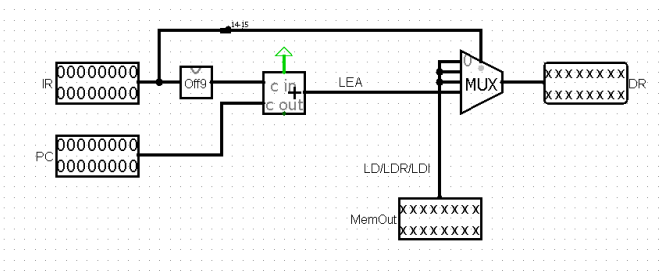 14-15
IR
00000000
00000000
Off9
c in
+
c out
LEA
0
MUX
xxxxxxxx
xxxxxxxx
DR
PC
00000000
00000000
LD/LDR/LDI
MemOut
xxxxxxxx
xxxxxxxx